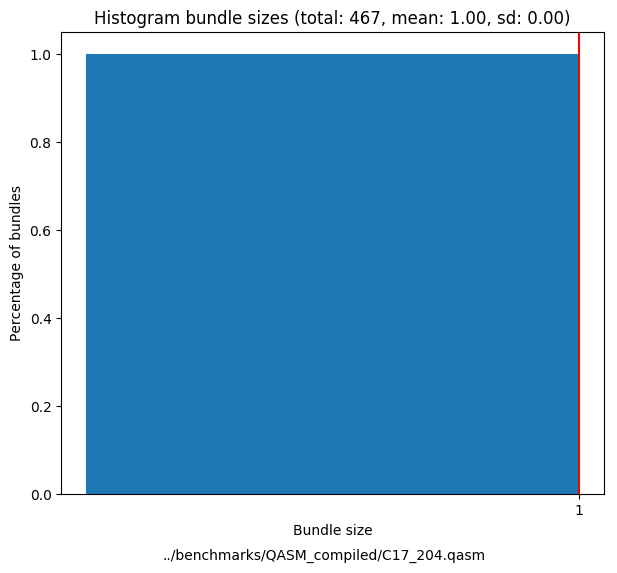 Histogram bundle sizes (total: 467, mean: 1.00, sd: 0.00)
1.0
0.8
0.6
0.4
0.2
0.0
Percentage of bundles
1
Bundle size
../benchmarks/QASM_compiled/C17_204.qasm